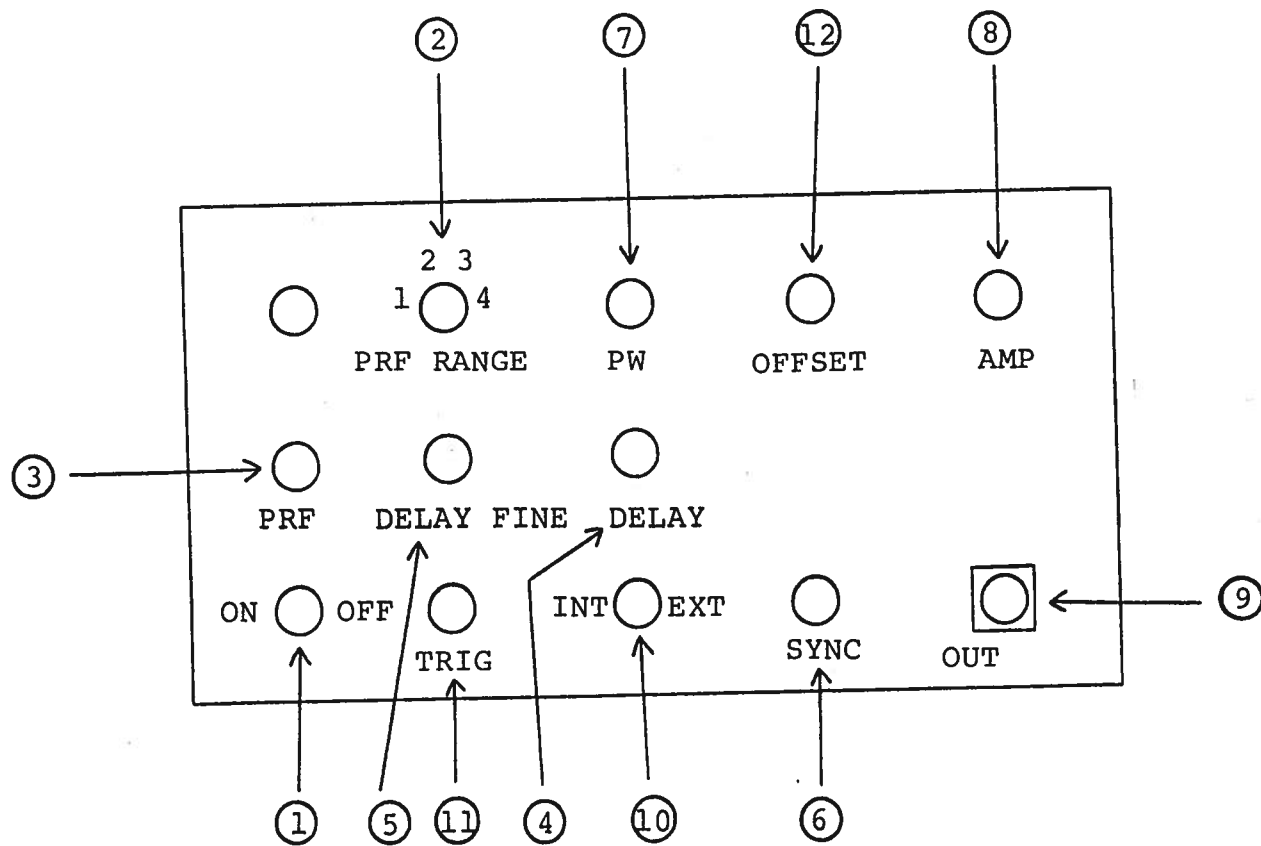 2 7 12 8
2 3
1 4
PRF RANGE PW OFFSET AMP
3
PRF DELAY FINE DELAY
ON OFF INT EXT
9
TRIG SYNC OUT
1 5 11 4 10 6